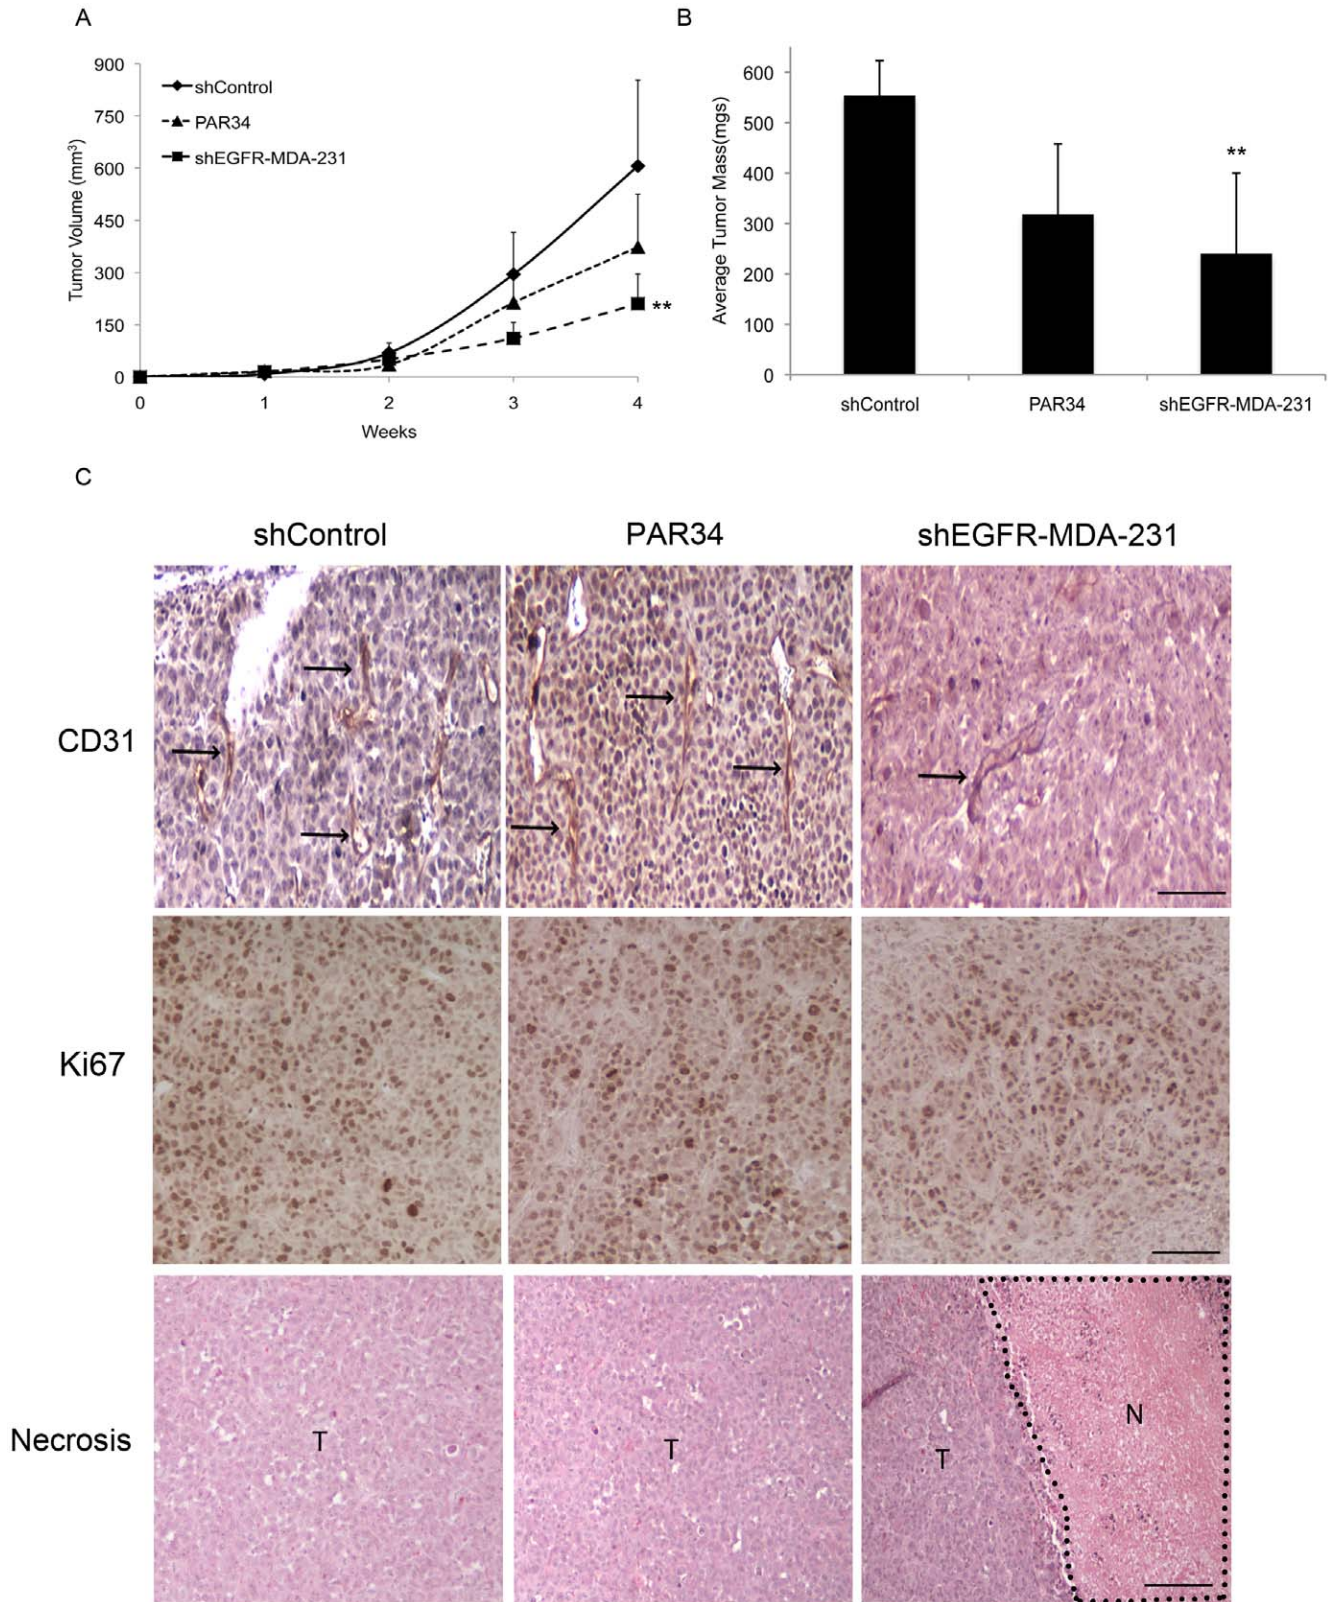 A
B
900
750
600
450
300
150
0
Tumor Volume (mm³)
shControl
PAR34
shEGFR-MDA-231
**
0 1 2 3 4
Weeks
600
500
400
300
200
100
0
Average Tumor Mass(mgs)
**
shControl PAR34 shEGFR-MDA-231
C
shControl PAR34 shEGFR-MDA-231
CD31
Ki67
Necrosis
T
T
T
N